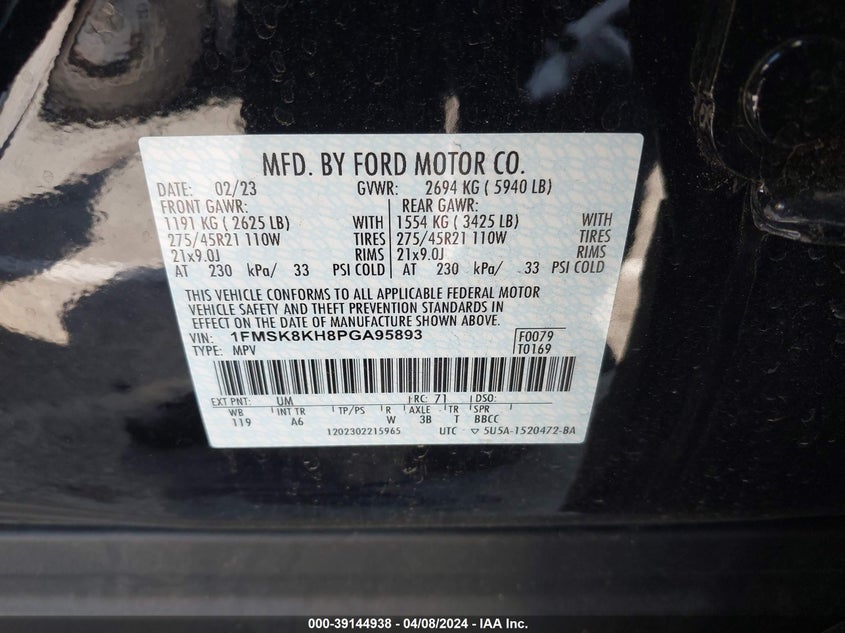 MFD. BY FORD MOTOR CO.
DATE: 02/23 GVWR: 2694 KG ( 5940 LB)
FRONT GAWR: REAR GAWR:
1191 KG ( 2625 LB) WITH 1554 KG ( 3425 LB) WITH
275/45R21 110W TIRES 275/45R21 110W TIRES
21x9.0J RIMS 21x9.0J RIMS
AT 230 kPa/ 33 PSI COLD AT 230 kPa/ 33 PSI COLD
THIS VEHICLE CONFORMS TO ALL APPLICABLE FEDERAL MOTOR
VEHICLE SAFETY AND THEFT PREVENTION STANDARDS IN
EFFECT ON THE DATE OF MANUFACTURE SHOWN ABOVE.
VIN: 1FMSK8KH8PGA95893 F0079
TYPE: MPV T0169
EXT PNT: UM RC: 71 DSO:
WB INT TR TP/PS R AXLE TR SPR
119 A6 W 3B T BBCC
1202302215965 UTC 5U5A-1520472-BA
000-39144938 - 04/08/2024 - IAA Inc.